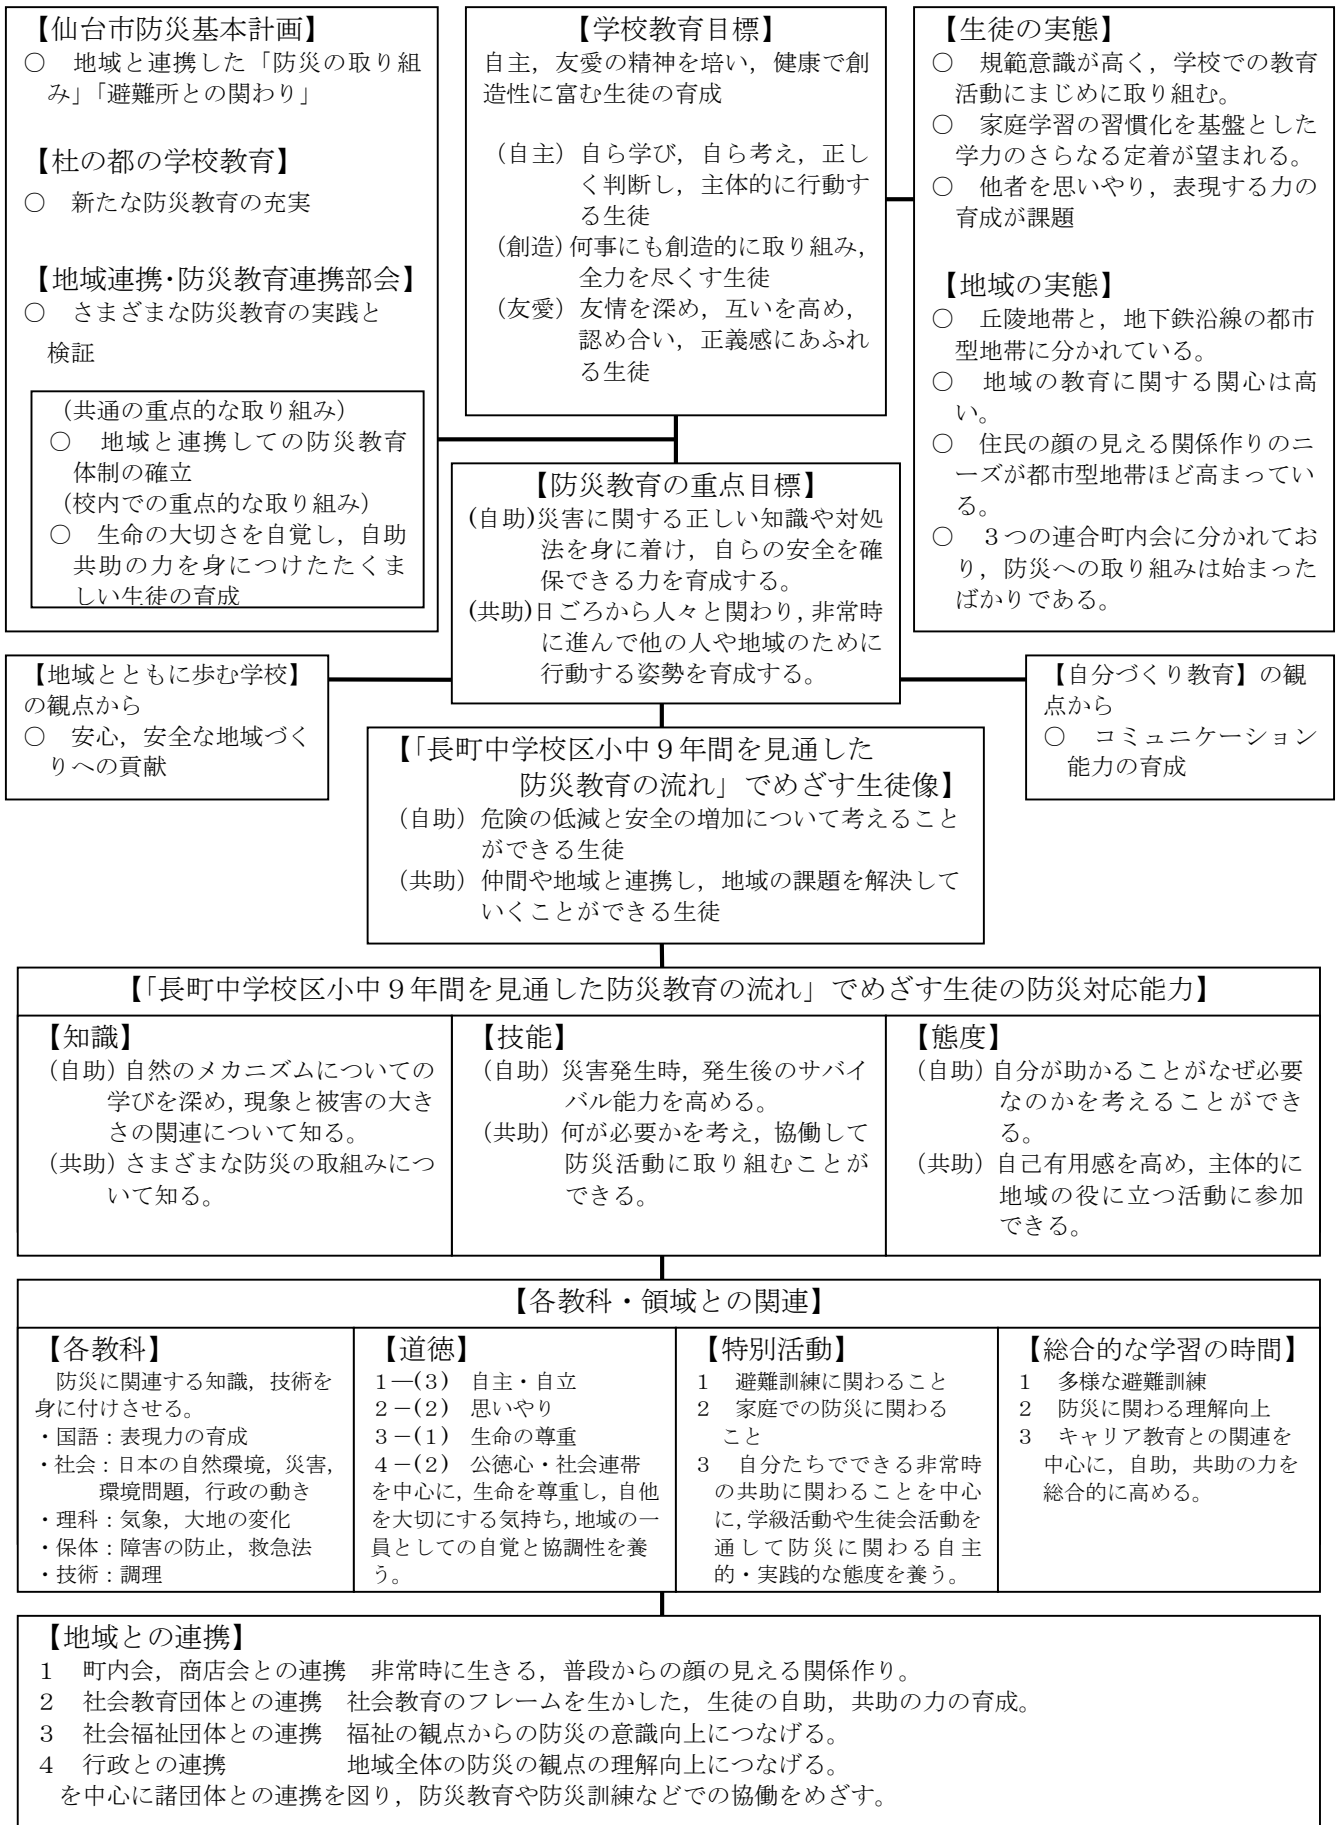 【仙台市防災基本計画】
○　地域と連携した「防災の取り組
み」「避難所との関わり」
【杜の都の学校教育】
○　新たな防災教育の充実
【地域連携・防災教育連携部会】
○　さまざまな防災教育の実践と
検証
（共通の重点的な取り組み）
○　地域と連携しての防災教育
体制の確立
（校内での重点的な取り組み）
○　生命の大切さを自覚し，自助
共助の力を身につけたたくま
しい生徒の育成
【学校教育目標】
自主，友愛の精神を培い，健康で創
造性に富む生徒の育成
（自主）自ら学び，自ら考え，正し
く判断し，主体的に行動す
る生徒
（創造）何事にも創造的に取り組み，
全力を尽くす生徒
（友愛）友情を深め，互いを高め，
認め合い，正義感にあふれ
る生徒
【生徒の実態】
○　規範意識が高く，学校での教育
活動にまじめに取り組む。
○　家庭学習の習慣化を基盤とした
学力のさらなる定着が望まれる。
○　他者を思いやり，表現する力の
育成が課題
【地域の実態】
○　丘陵地帯と，地下鉄沿線の都市
型地帯に分かれている。
○　地域の教育に関する関心は高
い。
○　住民の顔の見える関係作りのニ
ーズが都市型地帯ほど高まってい
る。
○　３つの連合町内会に分かれてお
り，防災への取り組みは始まった
ばかりである。
【防災教育の重点目標】
(自助)災害に関する正しい知識や対処
法を身に着け，自らの安全を確
保できる力を育成する。
(共助)日ごろから人々と関わり，非常時
に進んで他の人や地域のために
行動する姿勢を育成する。
【地域とともに歩む学校】
の観点から
○　安心，安全な地域づく
りへの貢献
【自分づくり教育】の観
点から
○　コミュニケーション
能力の育成
【「長町中学校区小中９年間を見通した
防災教育の流れ」でめざす生徒像】
（自助）危険の低減と安全の増加について考えること
ができる生徒
（共助）仲間や地域と連携し，地域の課題を解決して
いくことができる生徒
【「長町中学校区小中９年間を見通した防災教育の流れ」でめざす生徒の防災対応能力】
【知識】
（自助）自然のメカニズムについての
学びを深め，現象と被害の大き
さの関連について知る。
（共助）さまざまな防災の取組みにつ
いて知る。
【技能】
（自助）災害発生時，発生後のサバイ
バル能力を高める。
（共助）何が必要かを考え，協働して
防災活動に取り組むことが
できる。
【態度】
（自助）自分が助かることがなぜ必要
なのかを考えることができ
る。
（共助）自己有用感を高め，主体的に
地域の役に立つ活動に参加
できる。
【各教科・領域との関連】
【各教科】
防災に関連する知識，技術を
身に付けさせる。
・国語：表現力の育成
・社会：日本の自然環境，災害，
環境問題，行政の動き
・理科：気象，大地の変化
・保体：障害の防止，救急法
・技術：調理
【道徳】
１―(３)　自主・自立
２－(２)　思いやり
３－(１)　生命の尊重
４－(２)　公徳心・社会連帯
を中心に，生命を尊重し，自他
を大切にする気持ち，地域の一
員としての自覚と協調性を養
う。
【特別活動】
１　避難訓練に関わること
２　家庭での防災に関わる
こと
３　自分たちでできる非常時
の共助に関わることを中心
に，学級活動や生徒会活動を
通して防災に関わる自主
的・実践的な態度を養う。
【総合的な学習の時間】
１　多様な避難訓練
２　防災に関わる理解向上
３　キャリア教育との関連を
中心に，自助，共助の力を
総合的に高める。
【地域との連携】
１　町内会，商店会との連携　非常時に生きる，普段からの顔の見える関係作り。
２　社会教育団体との連携　社会教育のフレームを生かした，生徒の自助，共助の力の育成。
３　社会福祉団体との連携　福祉の観点からの防災の意識向上につなげる。
４　行政との連携　　　　　地域全体の防災の観点の理解向上につなげる。
を中心に諸団体との連携を図り，防災教育や防災訓練などでの協働をめざす。